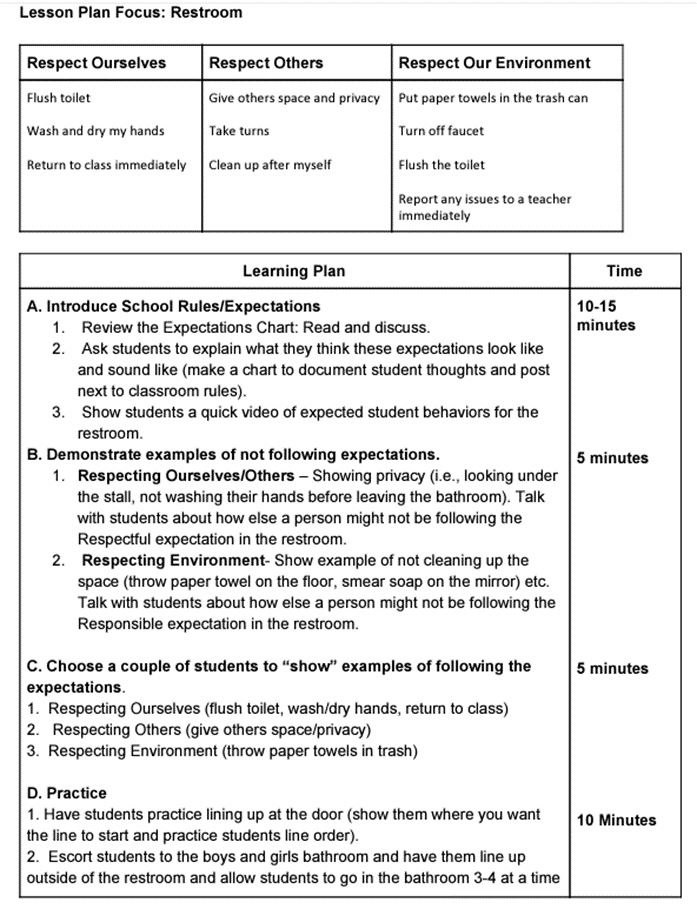 Lesson Plan Focus: Restroom
Respect Ourselves
Respect Others
Respect Our Environment
Flush toilet
Give others space and privacy
Put paper towels in the trash can
Wash and dry my hands
Take turns
Turn off faucet
Return to class immediately
Clean up after myself
Flush the toilet
Report any issues to a teacher
immediately
Learning Plan
Time
A. Introduce School Rules/Expectations
10-15
minutes
1. Review the Expectations Chart: Read and discuss.
2. Ask students to explain what they think these expectations look like
and sound like (make a chart to document student thoughts and post
next to classroom rules).
3. Show students a quick video of expected student behaviors for the
restroom.
B. Demonstrate examples of not following expectations.
5 minutes
1. Respecting Ourselves/Others – Showing privacy (i.e., looking under
the stall, not washing their hands before leaving the bathroom). Talk
with students about how else a person might not be following the
Respectful expectation in the restroom.
2. Respecting Environment- Show example of not cleaning up the
space (throw paper towel on the floor, smear soap on the mirror) etc.
Talk with students about how else a person might not be following the
Responsible expectation in the restroom.
C. Choose a couple of students to “show” examples of following the
expectations.
5 minutes
1. Respecting Ourselves (flush toilet, wash/dry hands, return to class)
2. Respecting Others (give others space/privacy)
3. Respecting Environment (throw paper towels in trash)
D. Practice
10 Minutes
1. Have students practice lining up at the door (show them where you want
the line to start and practice students line order).
2. Escort students to the boys and girls bathroom and have them line up
outside of the restroom and allow students to go in the bathroom 3-4 at a time